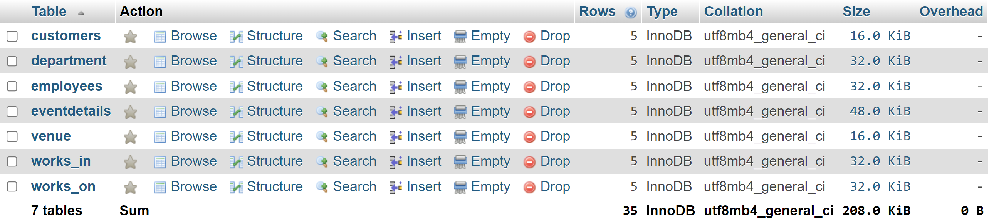 Table Action Rows Type Collation Size Overhead
customers Browse Structure Search Insert Empty Drop 5 InnoDB utf8mb4_general_ci 16.0 KiB -
department Browse Structure Search Insert Empty Drop 5 InnoDB utf8mb4_general_ci 32.0 KiB -
employees Browse Structure Search Insert Empty Drop 5 InnoDB utf8mb4_general_ci 32.0 KiB -
eventdetails Browse Structure Search Insert Empty Drop 5 InnoDB utf8mb4_general_ci 48.0 KiB -
venue Browse Structure Search Insert Empty Drop 5 InnoDB utf8mb4_general_ci 16.0 KiB -
works_in Browse Structure Search Insert Empty Drop 5 InnoDB utf8mb4_general_ci 32.0 KiB -
works_on Browse Structure Search Insert Empty Drop 5 InnoDB utf8mb4_general_ci 32.0 KiB -
7 tables Sum 35 InnoDB utf8mb4_general_ci 208.0 KiB 0 B